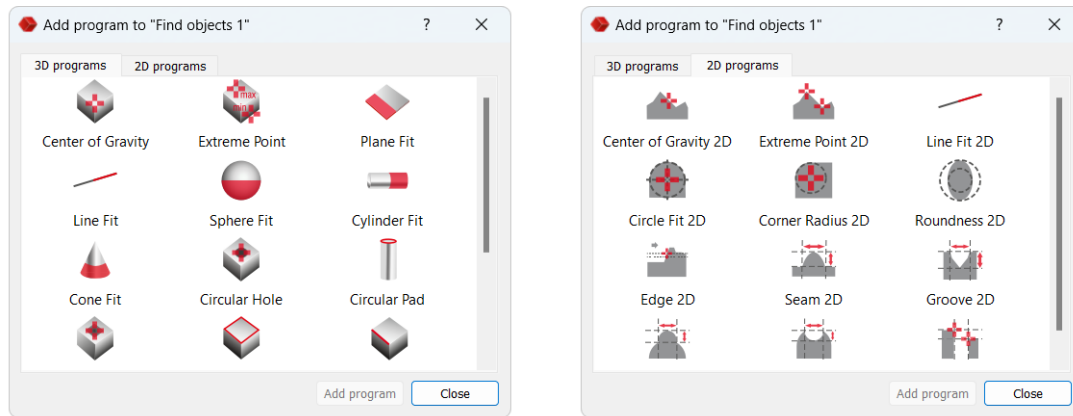 Add program to "Find objects 1" ?
3D programs 2D programs
max
min
Center of Gravity Extreme Point Plane Fit
Line Fit Sphere Fit Cylinder Fit
Cone Fit Circular Hole Circular Pad
Add program Close
Add program to "Find objects 1" ?
3D programs 2D programs
Center of Gravity 2D Extreme Point 2D Line Fit 2D
Circle Fit 2D Corner Radius 2D Roundness 2D
Edge 2D Seam 2D Groove 2D
Add program Close